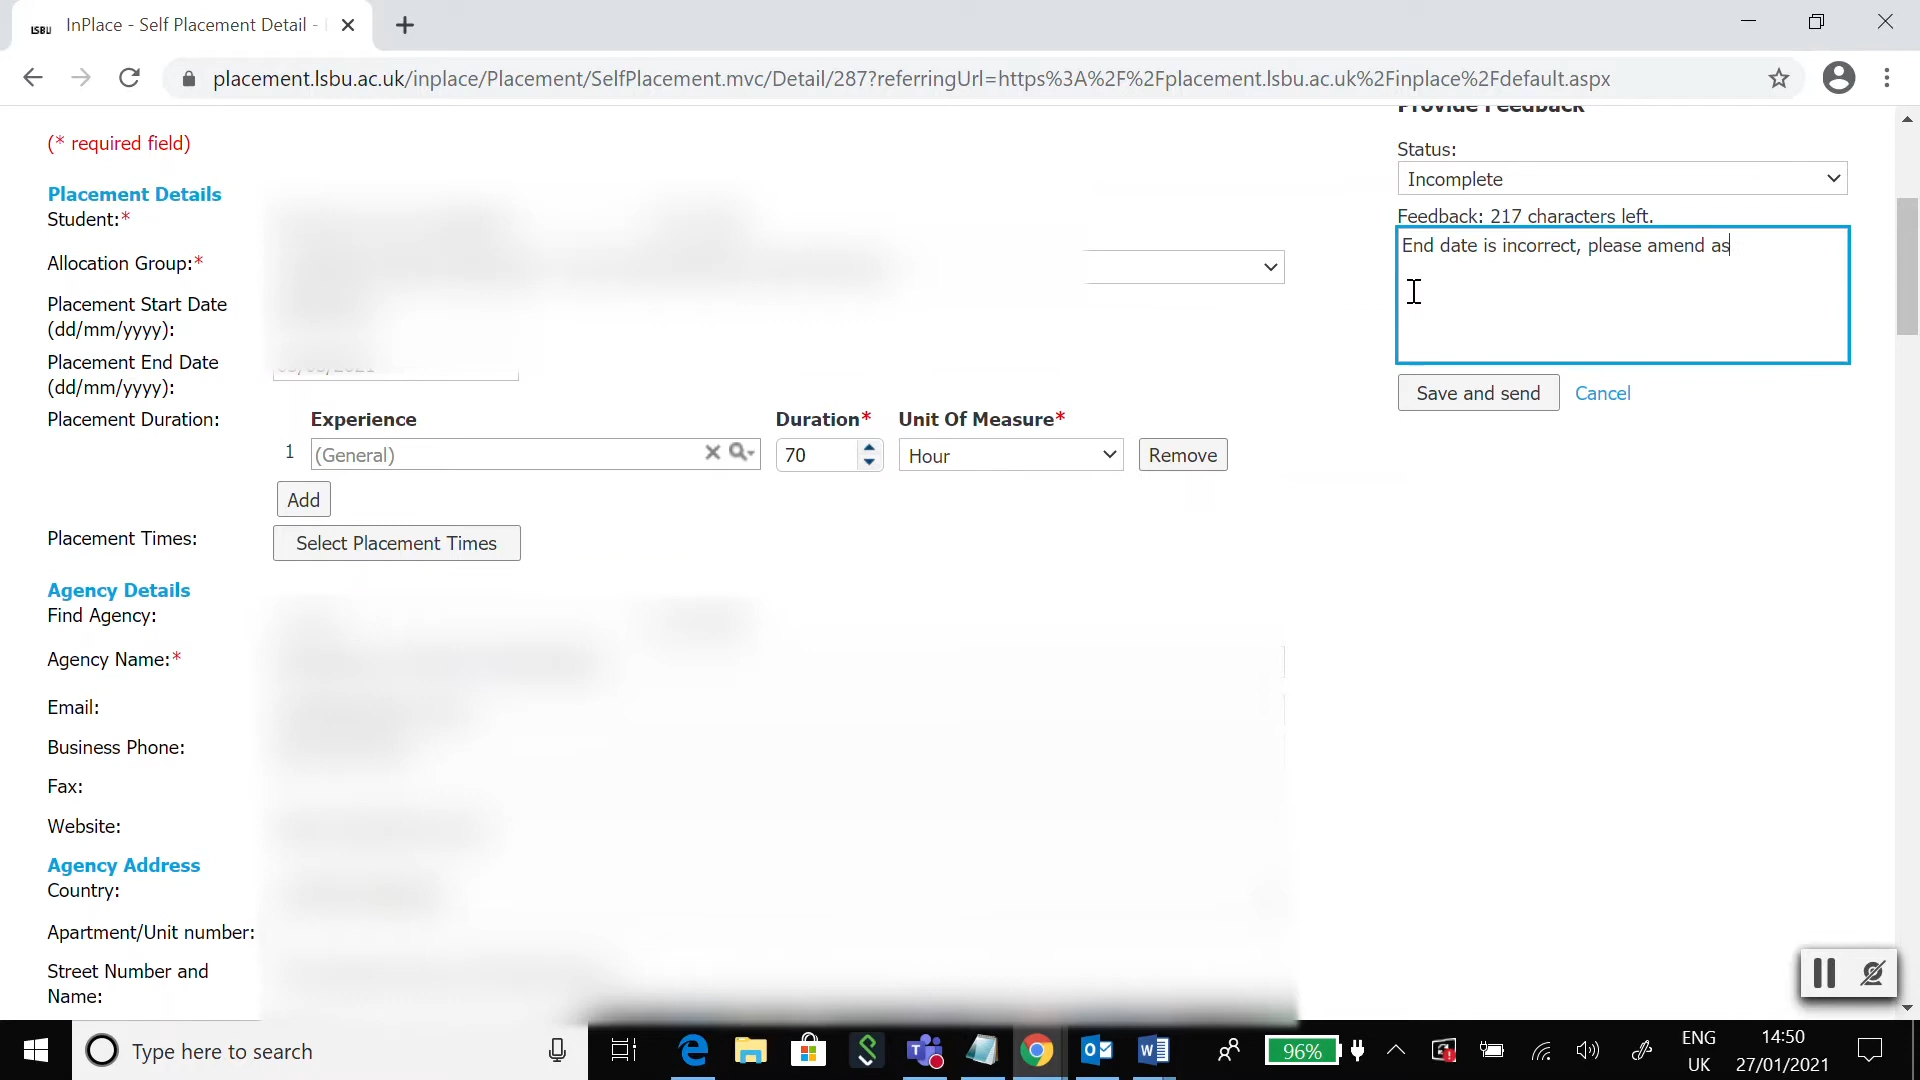 LSBU InPlace - Self Placement Detail -
placement.lsbu.ac.uk/inplace/Placement/SelfPlacement.mvc/Detail/287?referringUrl=https%3A%2F%2Fplacement.lsbu.ac.uk%2Finplace%2Fdefault.aspx
Provide Feedback
(* required field)
Status:
Incomplete
Placement Details
Student:*
Feedback: 217 characters left.
End date is incorrect, please amend as
Allocation Group:*
Placement Start Date
(dd/mm/yyyy):
Placement End Date
(dd/mm/yyyy):
Save and send Cancel
Placement Duration:
Experience Duration* Unit Of Measure*
1 (General) 70 Hour Remove
Add
Placement Times:
Select Placement Times
Agency Details
Find Agency:
Agency Name:*
Email:
Business Phone:
Fax:
Website:
Agency Address
Country:
Apartment/Unit number:
Street Number and
Name:
Type here to search
96%
ENG
UK
14:50
27/01/2021